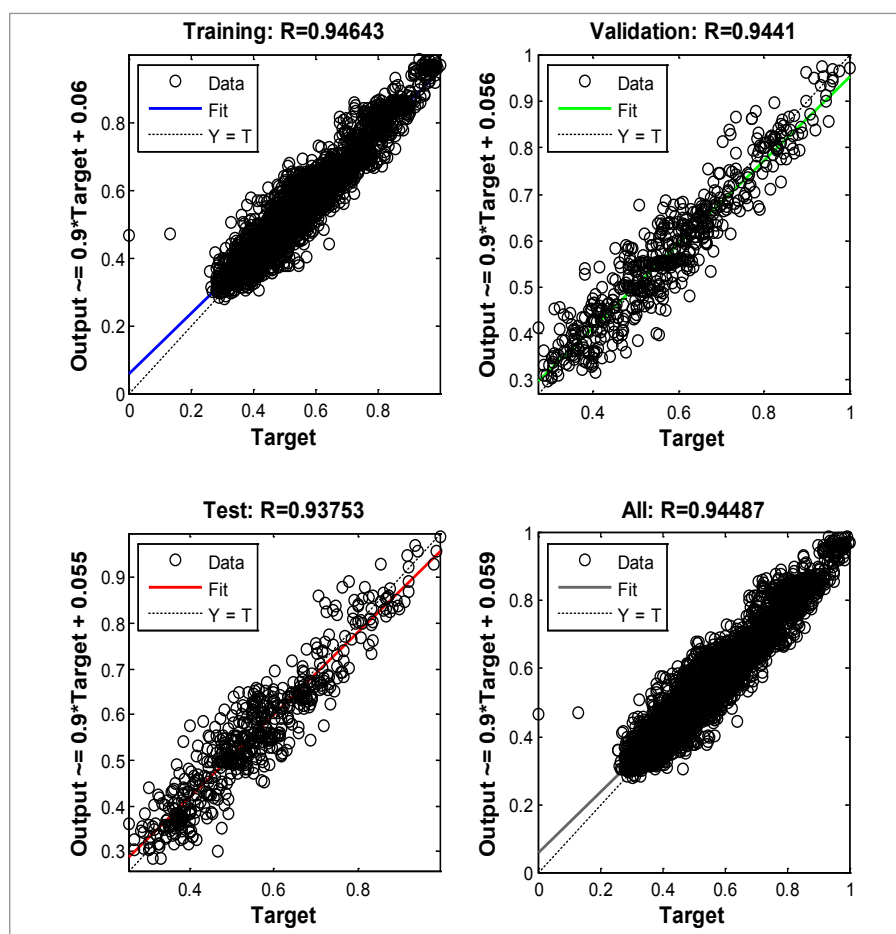 Training: R=0.94643
Output ~= 0.9*Target + 0.06
Data
Fit
Y = T
0.8
0.6
0.4
0.2
0
0 0.2 0.4 0.6 0.8
Target
Validation: R=0.9441
Output ~= 0.9*Target + 0.056
Data
Fit
Y = T
1
0.9
0.8
0.7
0.6
0.5
0.4
0.3
0.4 0.6 0.8 1
Target
Test: R=0.93753
Output ~= 0.9*Target + 0.055
Data
Fit
Y = T
0.9
0.8
0.7
0.6
0.5
0.4
0.3
0.4 0.6 0.8
Target
All: R=0.94487
Output ~= 0.9*Target + 0.059
Data
Fit
Y = T
1
0.8
0.6
0.4
0.2
0
0 0.2 0.4 0.6 0.8 1
Target